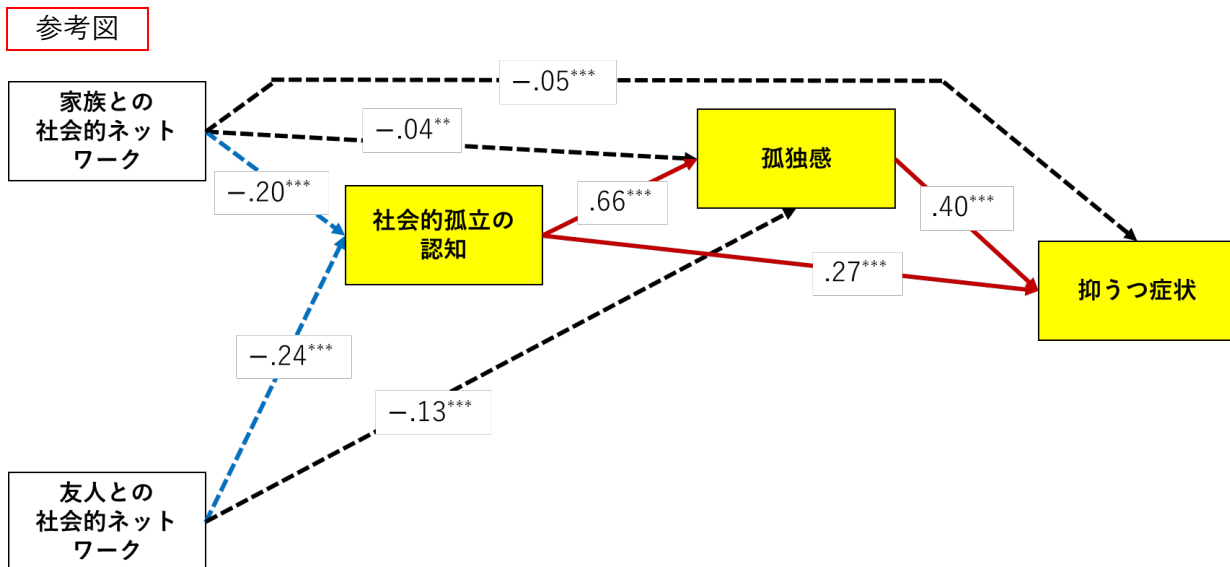 参考図
家族との
社会的ネット
ワーク
−.05***
−.04**
−.20***
社会的孤立の
認知
.66***
孤独感
.40***
.27***
抑うつ症状
−.24***
−.13***
友人との
社会的ネット
ワーク